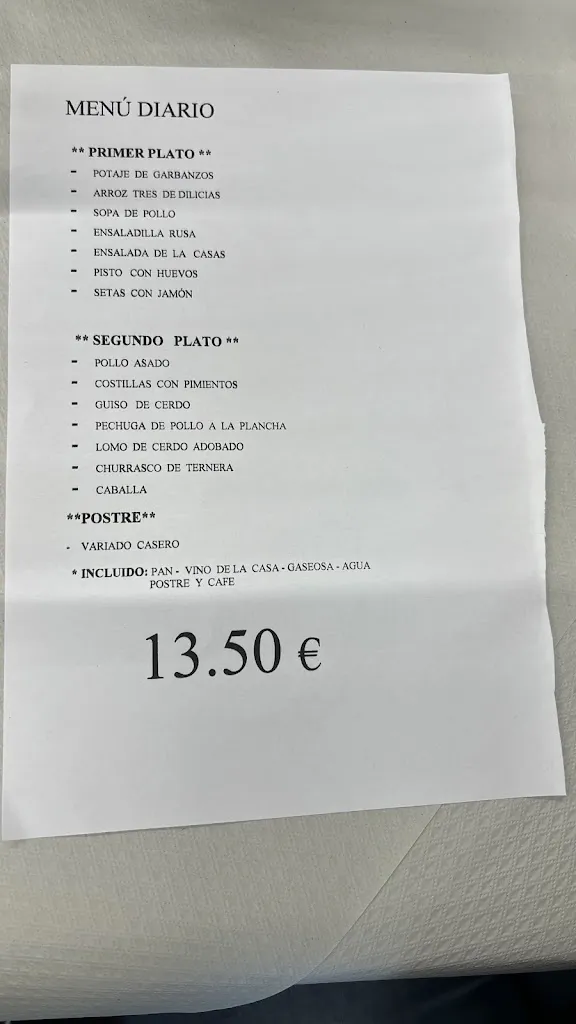 MENÚ DIARIO
** PRIMER PLATO **
- POTAJE DE GARBANZOS
- ARROZ TRES DE DILICIAS
- SOPA DE POLLO
- ENSALADILLA RUSA
- ENSALADA DE LA CASAS
- PISTO CON HUEVOS
- SETAS CON JAMÓN
** SEGUNDO PLATO **
- POLLO ASADO
- COSTILLAS CON PIMIENTOS
- GUISO DE CERDO
- PECHUGA DE POLLO A LA PLANCHA
- LOMO DE CERDO ADOBADO
- CHURRASCO DE TERNERA
- CABALLA
**POSTRE**
- VARIADO CASERO
* INCLUIDO: PAN - VINO DE LA CASA - GASEOSA - AGUA
POSTRE Y CAFE
13.50 €